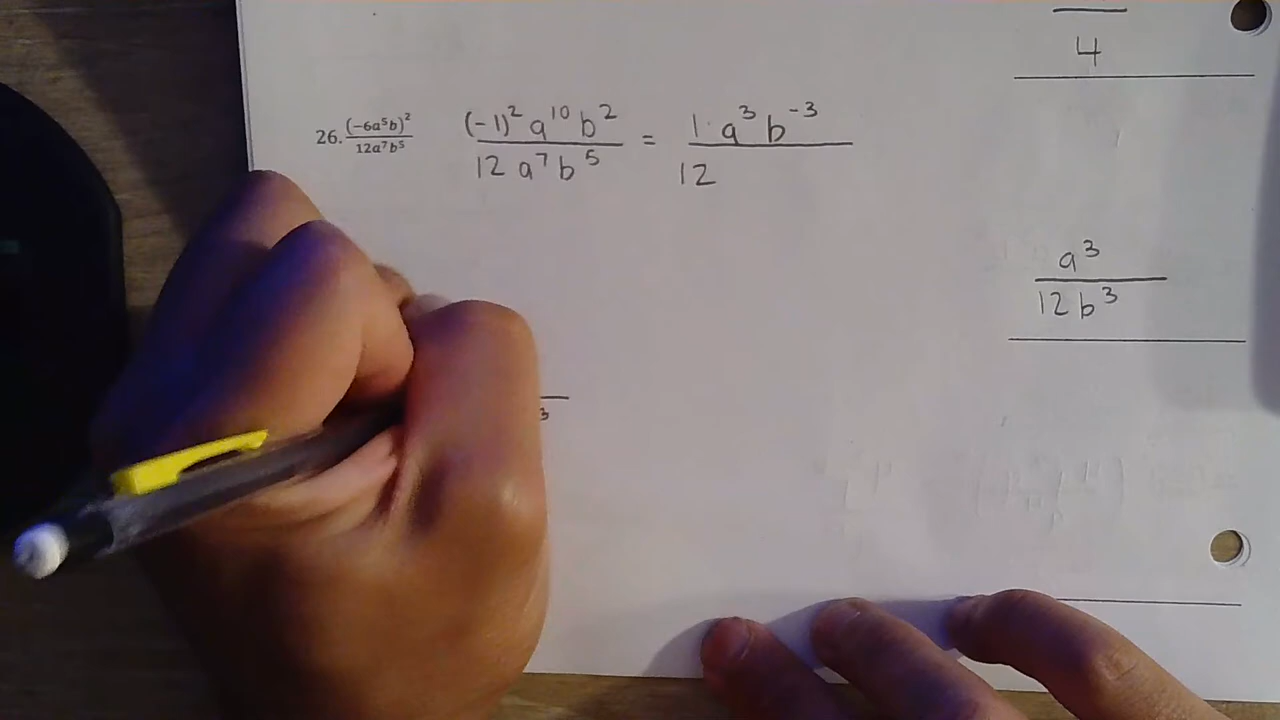 4
26. (-6a⁵b)² / 12a⁷b⁵ (-1)² a¹⁰ b² / 12 a⁷ b⁵ = 1 · a³ b⁻³ / 12
a³ / 12 b³
3